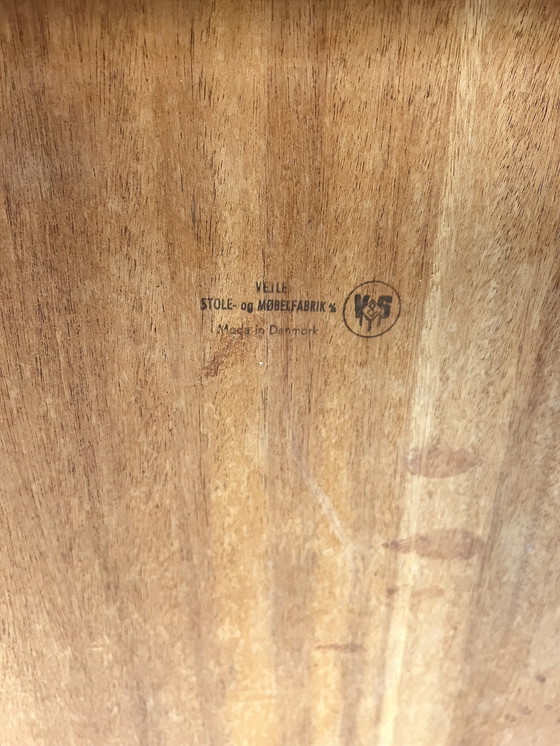 VEJLE
STOLE- og MØBELFABRIK A/S
Made in Denmark
V&S